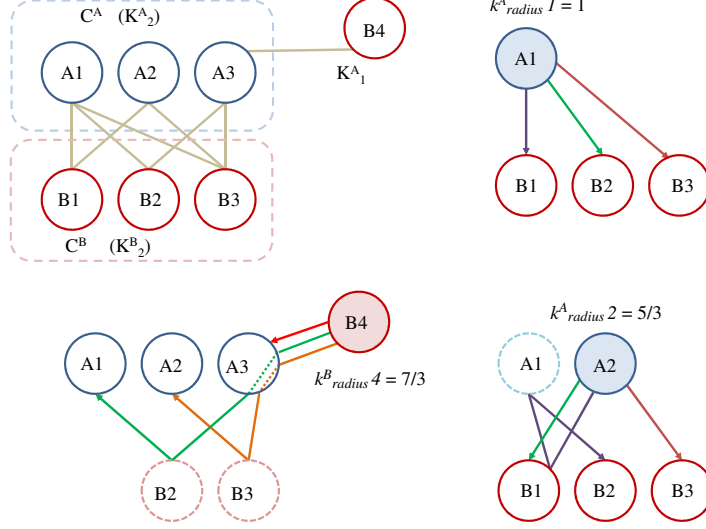 C^A (K^A_2)
B4
A1 A2 A3
K^A_1
B1 B2 B3
C^B (K^B_2)
k^A_radius 1 = 1
A1
B1 B2 B3
B4
A1 A2 A3
k^B_radius 4 = 7/3
B2 B3
k^A_radius 2 = 5/3
A1 A2
B1 B2 B3